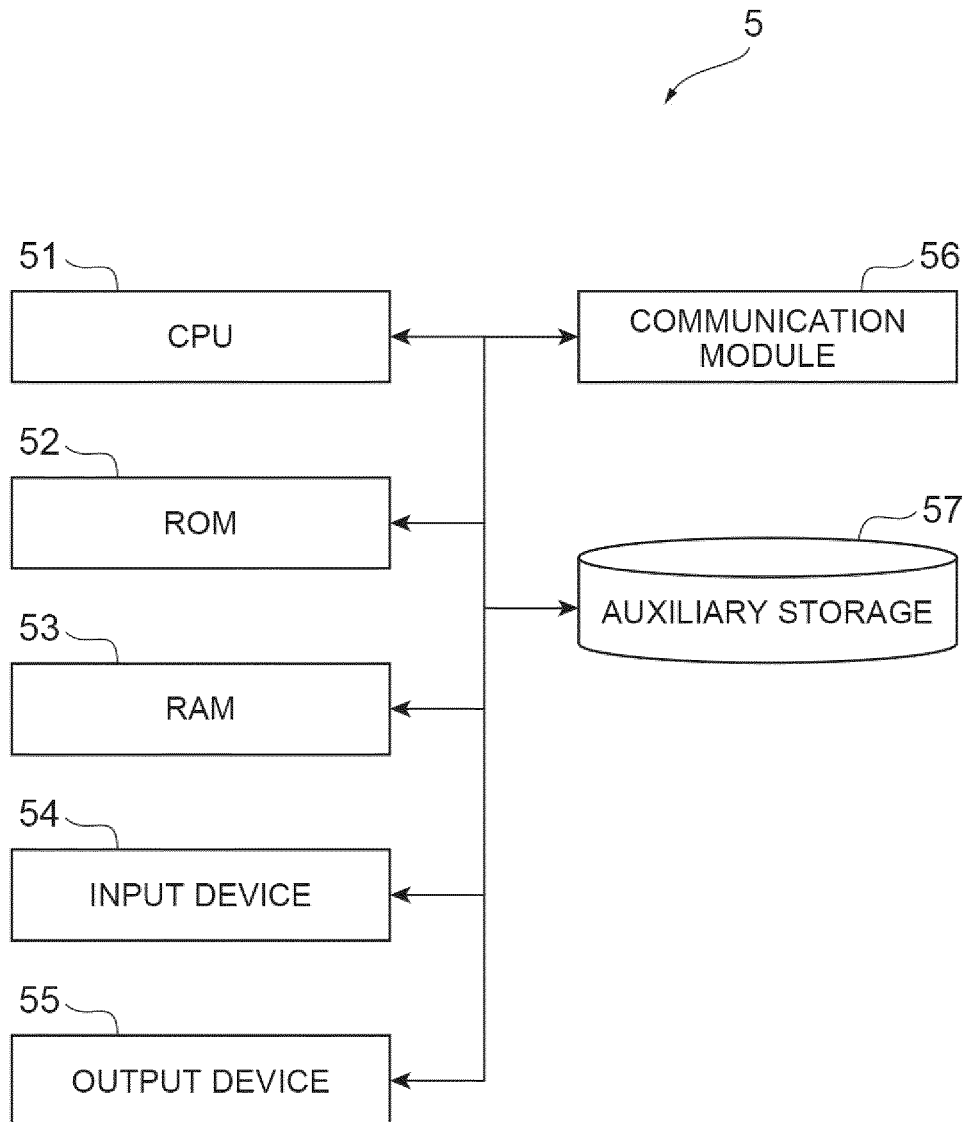 5
51
CPU
56
COMMUNICATION
MODULE
52
ROM
57
AUXILIARY STORAGE
53
RAM
54
INPUT DEVICE
55
OUTPUT DEVICE